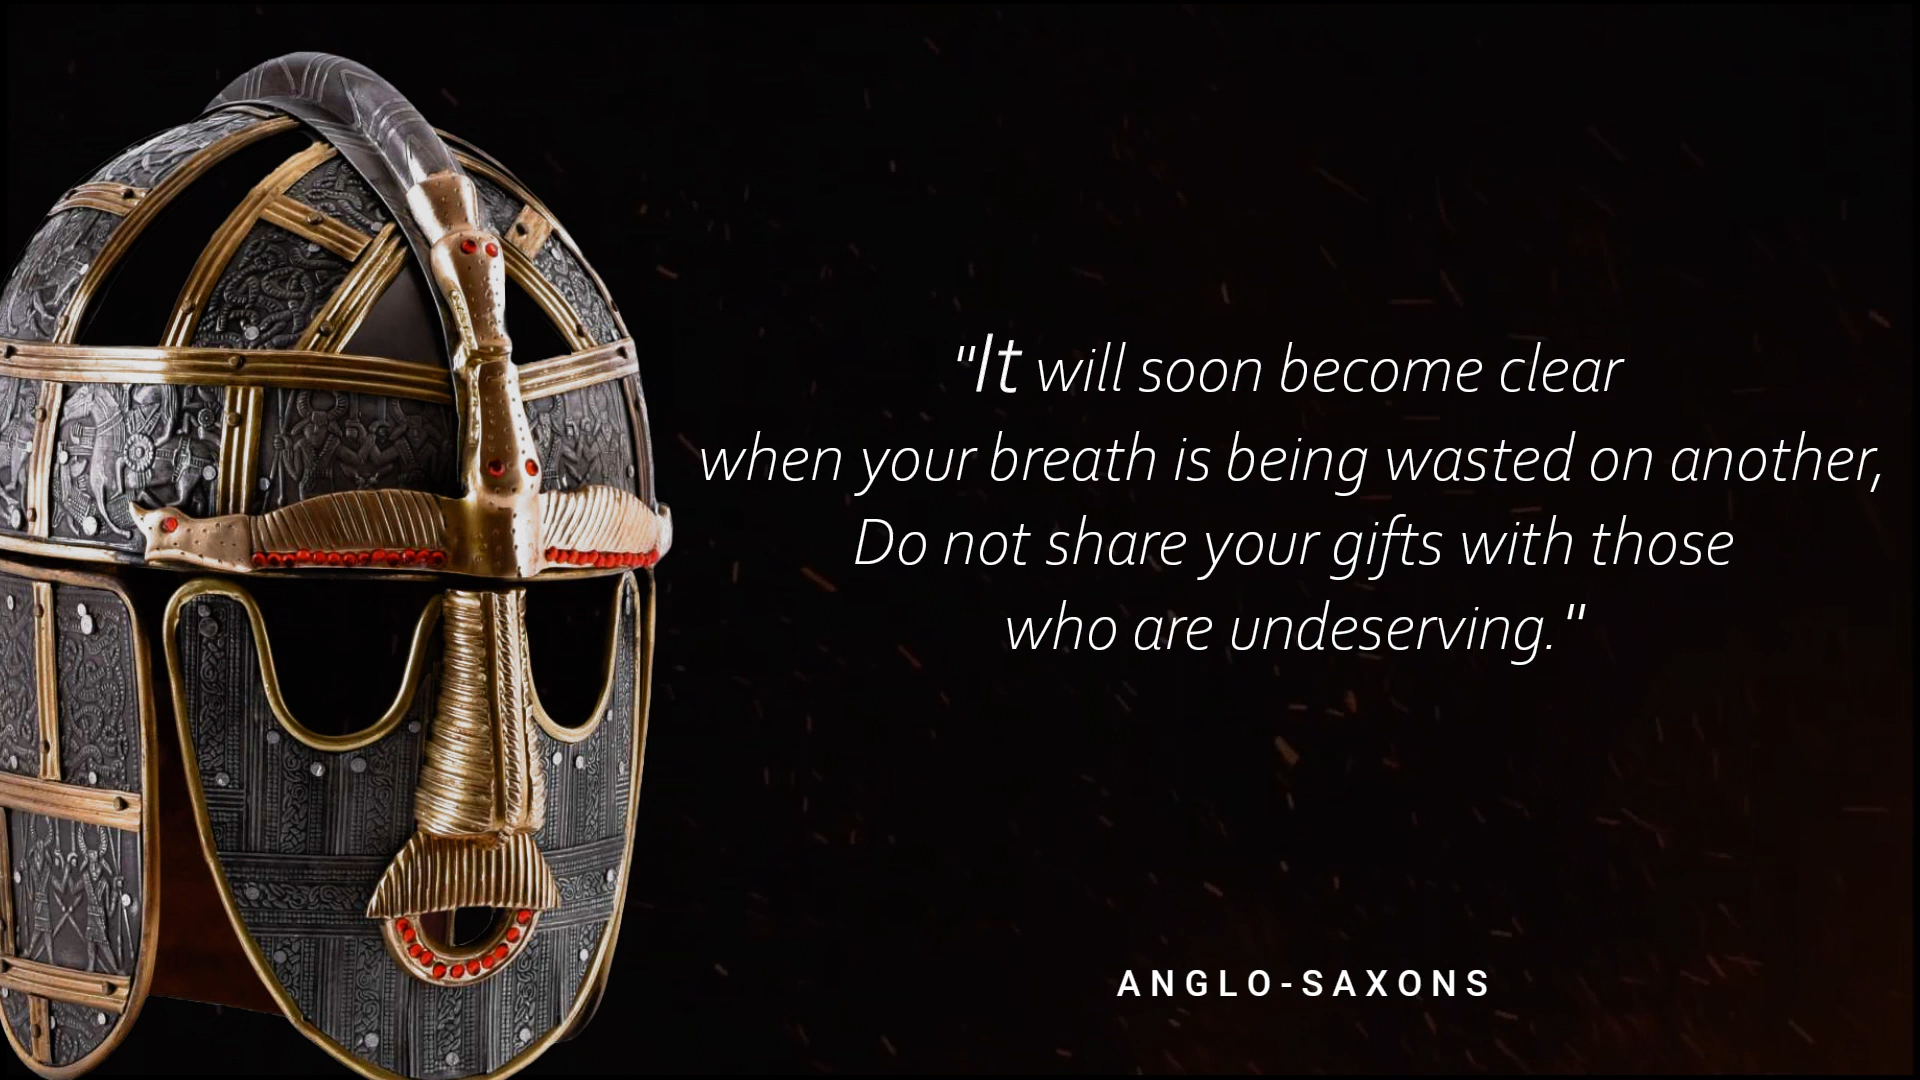 "It will soon become clear
when your breath is being wasted on another,
Do not share your gifts with those
who are undeserving."
ANGLO-SAXONS